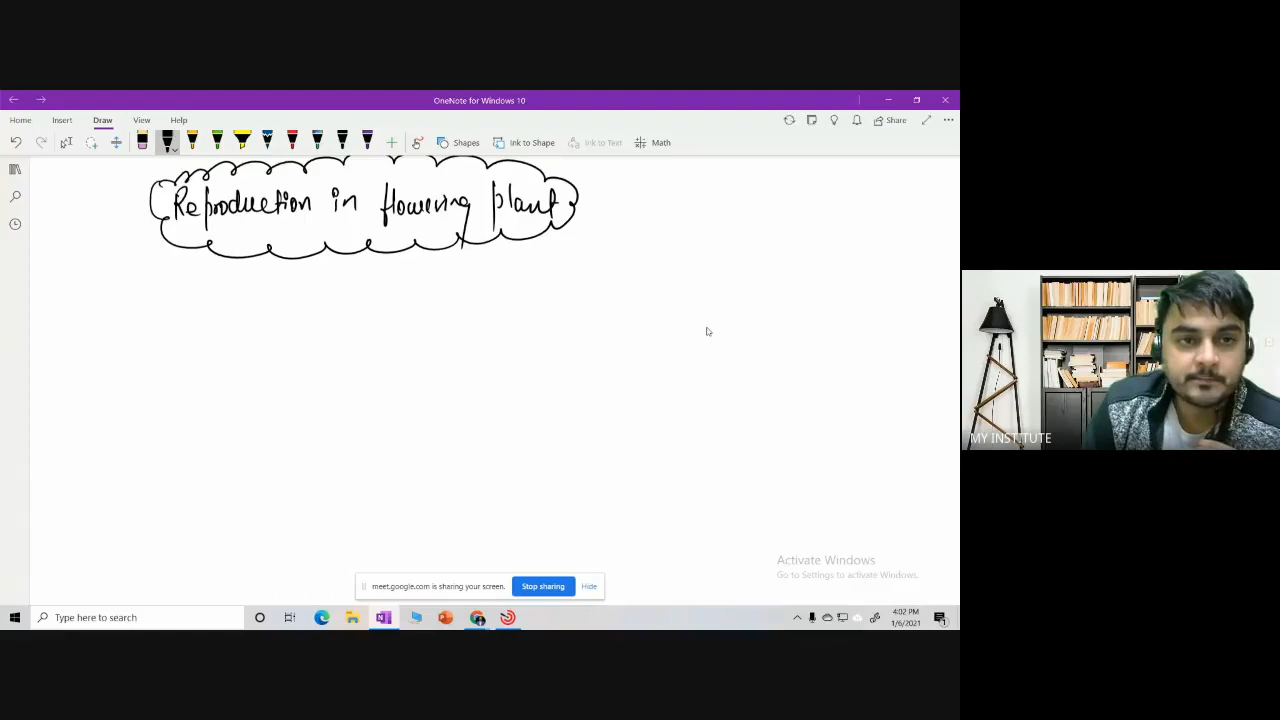 OneNote for Windows 10
Home Insert Draw View Help
Share
Shapes Ink to Shape Ink to Text Math
Reproduction in flowering plant
MY INSTITUTE
Activate Windows
Go to Settings to activate Windows.
meet.google.com is sharing your screen. Stop sharing Hide
Type here to search
4:02 PM
1/6/2021